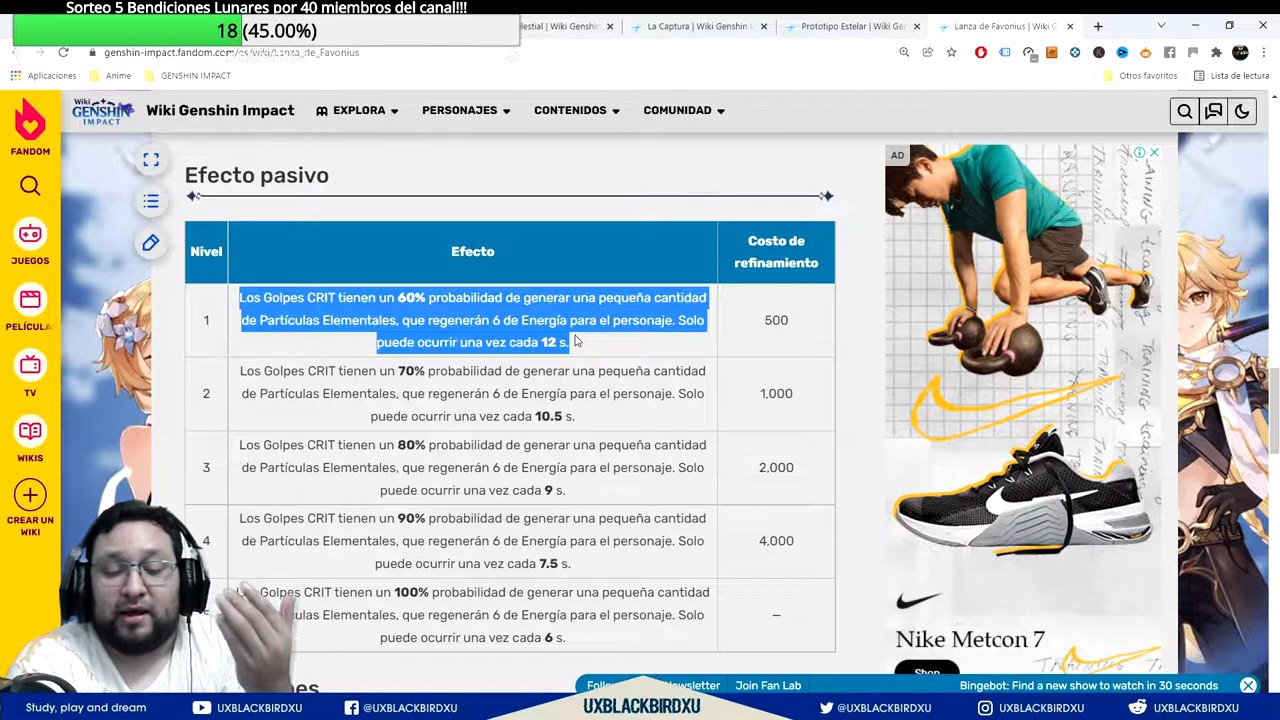 Sorteo 5 Bendiciones Lunares por 40 miembros del canal!!!
18 (45.00%)
elestial | Wiki Genshin
La Captura | Wiki Genshin I
Prototipo Estelar | Wiki Gen
Lanza de Favonius | Wiki G
genshin-impact.fandom.com/es/wiki/Lanza_de_Favonius
Aplicaciones
Anime
GENSHIN IMPACT
Otros favoritos
Lista de lectura
FANDOM
Wiki
GENSHIN
IMPACT
Wiki Genshin Impact
EXPLORA
PERSONAJES
CONTENIDOS
COMUNIDAD
JUEGOS
PELÍCULA
TV
WIKIS
CREAR UN
WIKI
Efecto pasivo
Nivel
Efecto
Costo de
refinamiento
1
Los Golpes CRIT tienen un 60% probabilidad de generar una pequeña cantidad
de Partículas Elementales, que regenerán 6 de Energía para el personaje. Solo
puede ocurrir una vez cada 12 s.
500
2
Los Golpes CRIT tienen un 70% probabilidad de generar una pequeña cantidad
de Partículas Elementales, que regenerán 6 de Energía para el personaje. Solo
puede ocurrir una vez cada 10.5 s.
1,000
3
Los Golpes CRIT tienen un 80% probabilidad de generar una pequeña cantidad
de Partículas Elementales, que regenerán 6 de Energía para el personaje. Solo
puede ocurrir una vez cada 9 s.
2,000
4
Los Golpes CRIT tienen un 90% probabilidad de generar una pequeña cantidad
de Partículas Elementales, que regenerán 6 de Energía para el personaje. Solo
puede ocurrir una vez cada 7.5 s.
4,000
Golpes CRIT tienen un 100% probabilidad de generar una pequeña cantidad
artículas Elementales, que regenerán 6 de Energía para el personaje. Solo
puede ocurrir una vez cada 6 s.
–
AD
Nike Metcon 7
Shop
Newsletter
Join Fan Lab
Bingebot: Find a new show to watch in 30 seconds
Study, play and dream
UXBLACKBIRDXU
@UXBLACKBIRDXU
UXBLACKBIRDXU
@UXBLACKBIRDXU
@UXBLACKBIRDXU
@UXBLACKBIRDXU